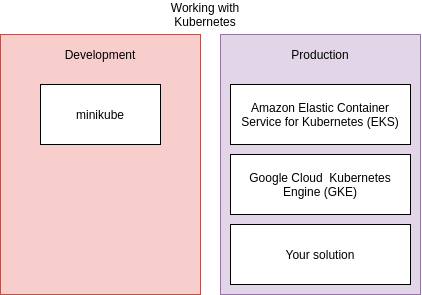 Working with
Kubernetes
Development
minikube
Production
Amazon Elastic Container
Service for Kubernetes (EKS)
Google Cloud  Kubernetes
Engine (GKE)
Your solution